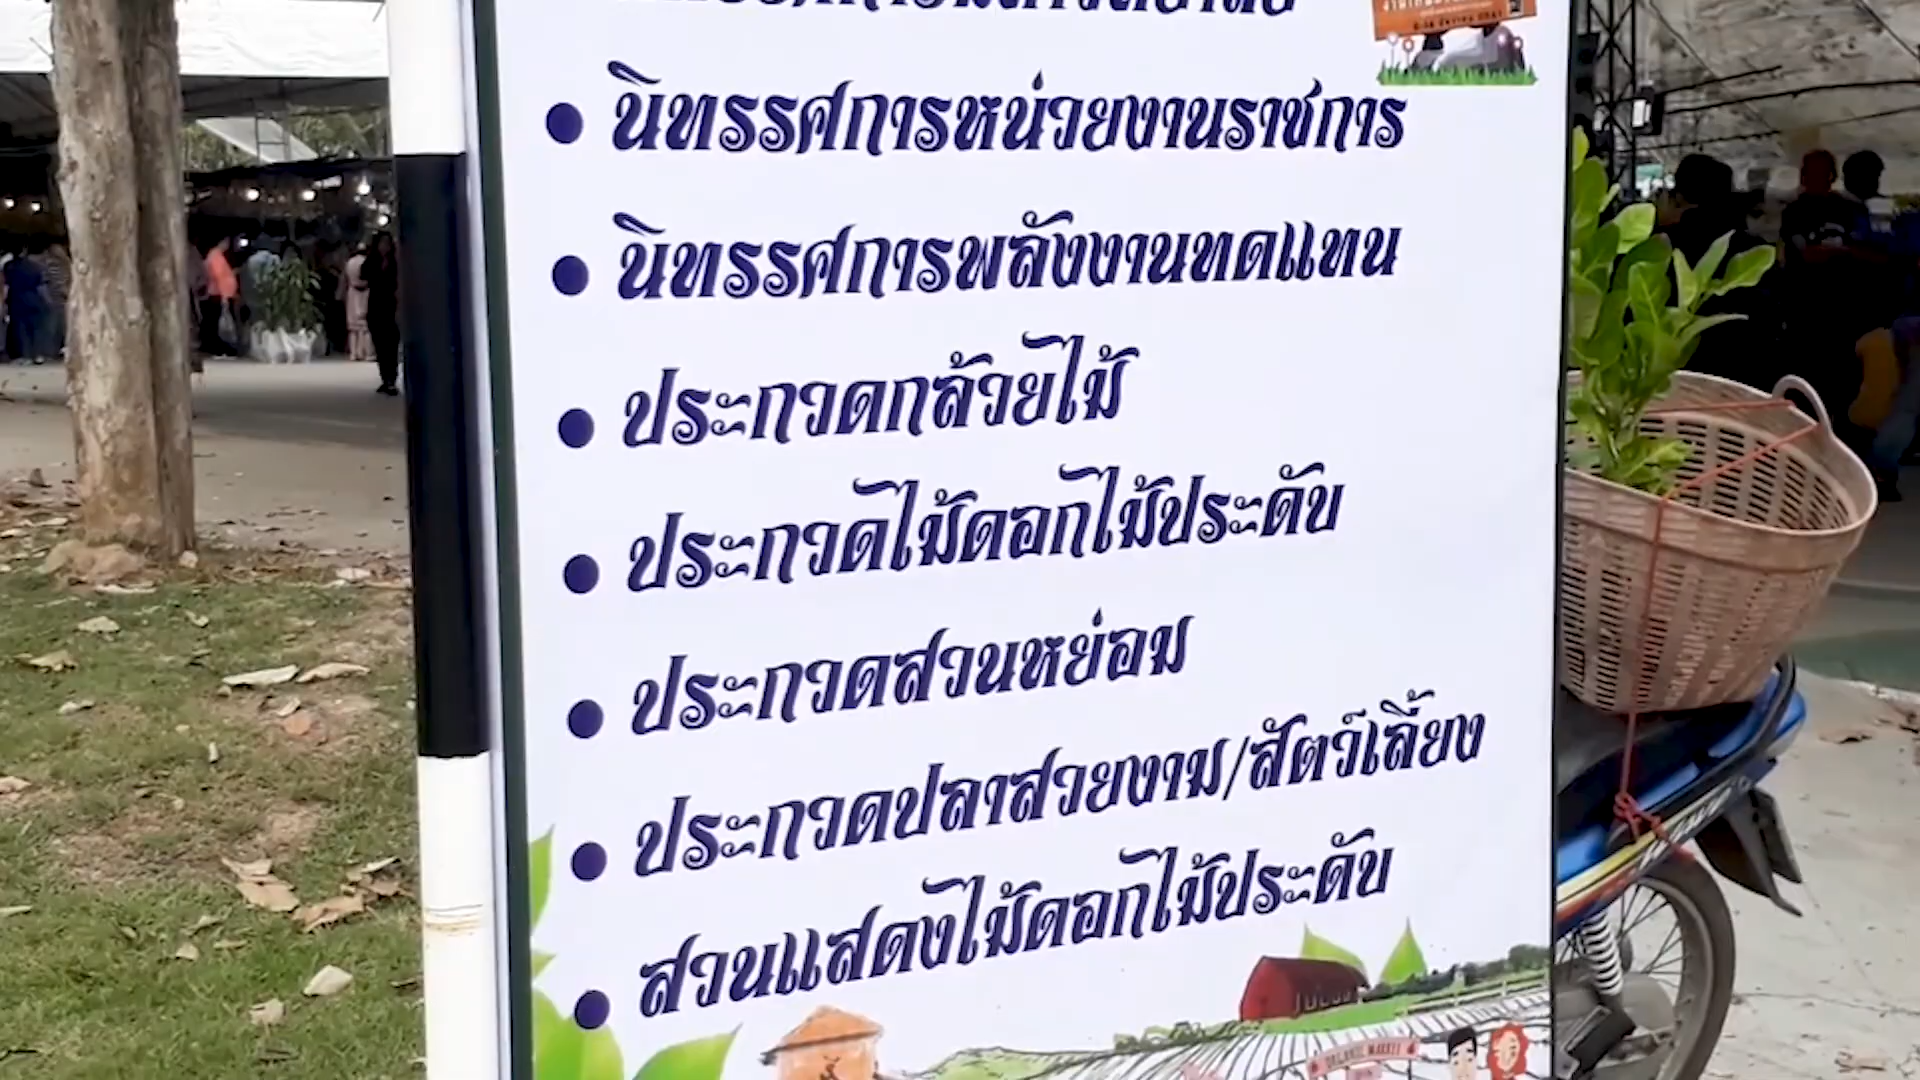 • นิทรรศการหน่วยงานราชการ
• นิทรรศการพลังงานทดแทน
• ประกวดกล้วยไม้
• ประกวดไม้ดอกไม้ประดับ
• ประกวดสวนหย่อม
• ประกวดปลาสวยงาม/สัตว์เลี้ยง
• สวนแสดงไม้ดอกไม้ประดับ
ORGANIC MARKET